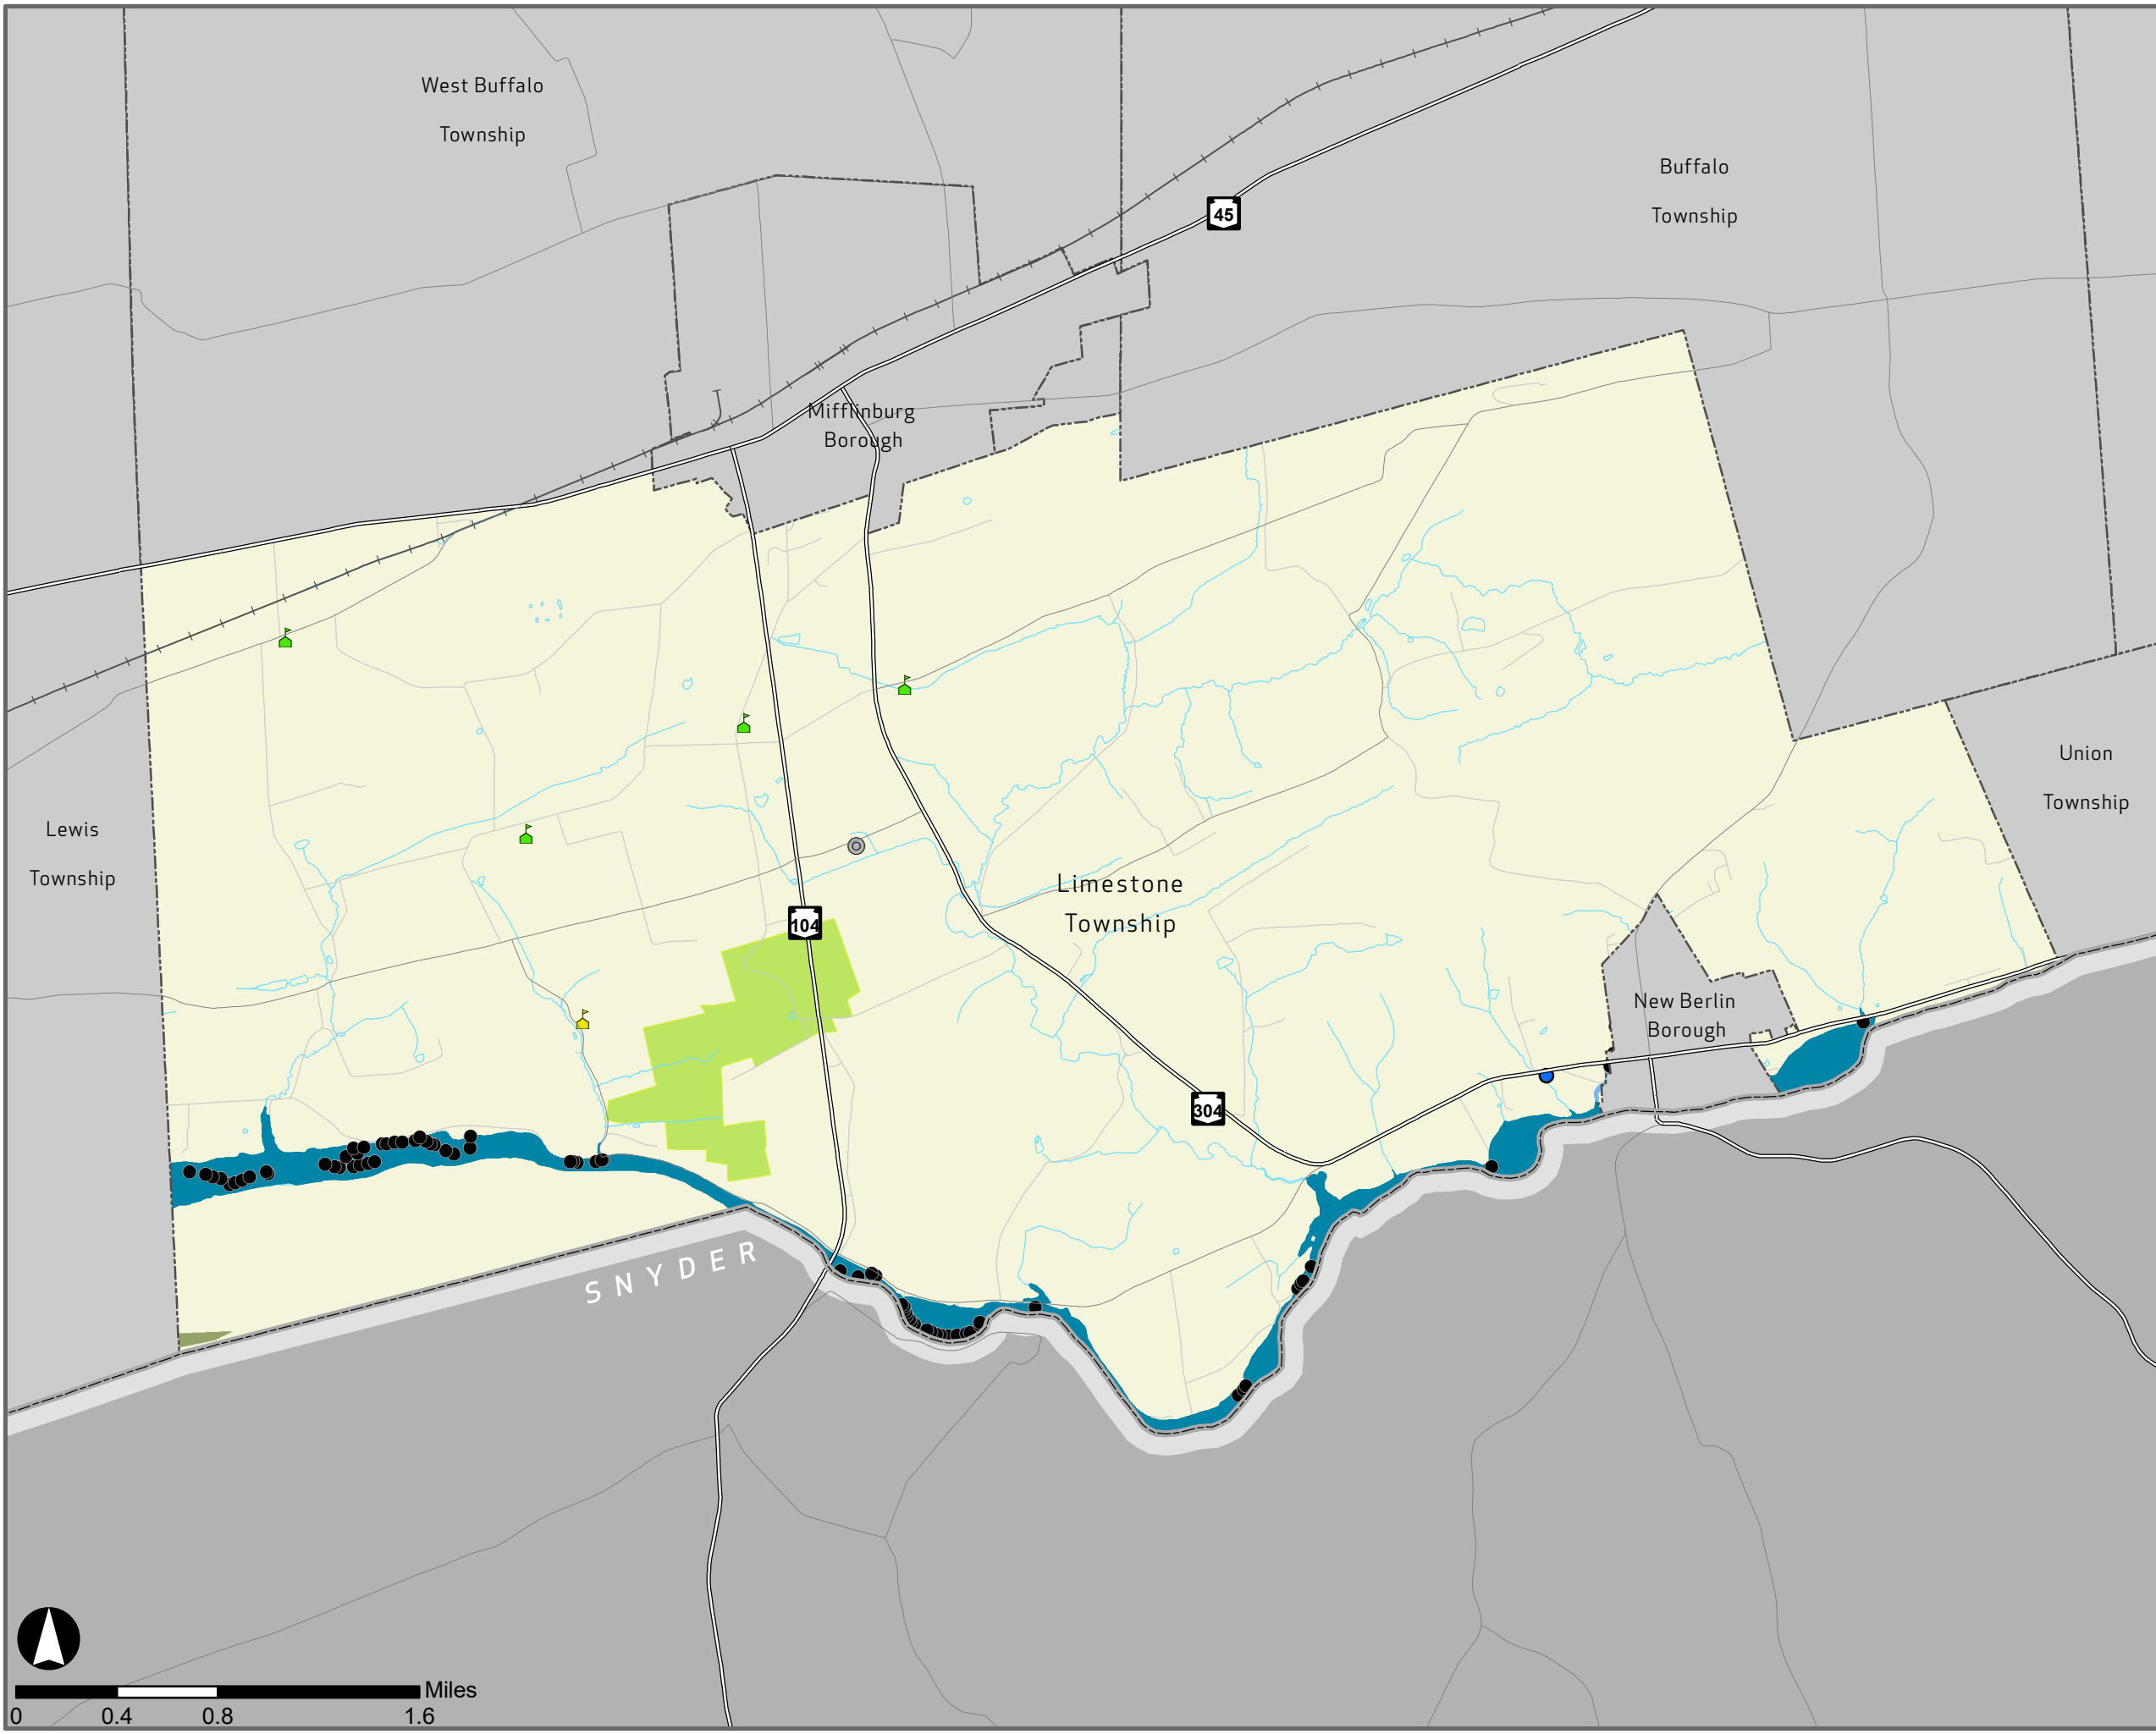 West Buffalo
Township
Buffalo
Township
45
Mifflinburg
Borough
Union
Township
Lewis
Township
Limestone
Township
104
New Berlin
Borough
304
SNYDER
Miles
0 0.4 0.8 1.6